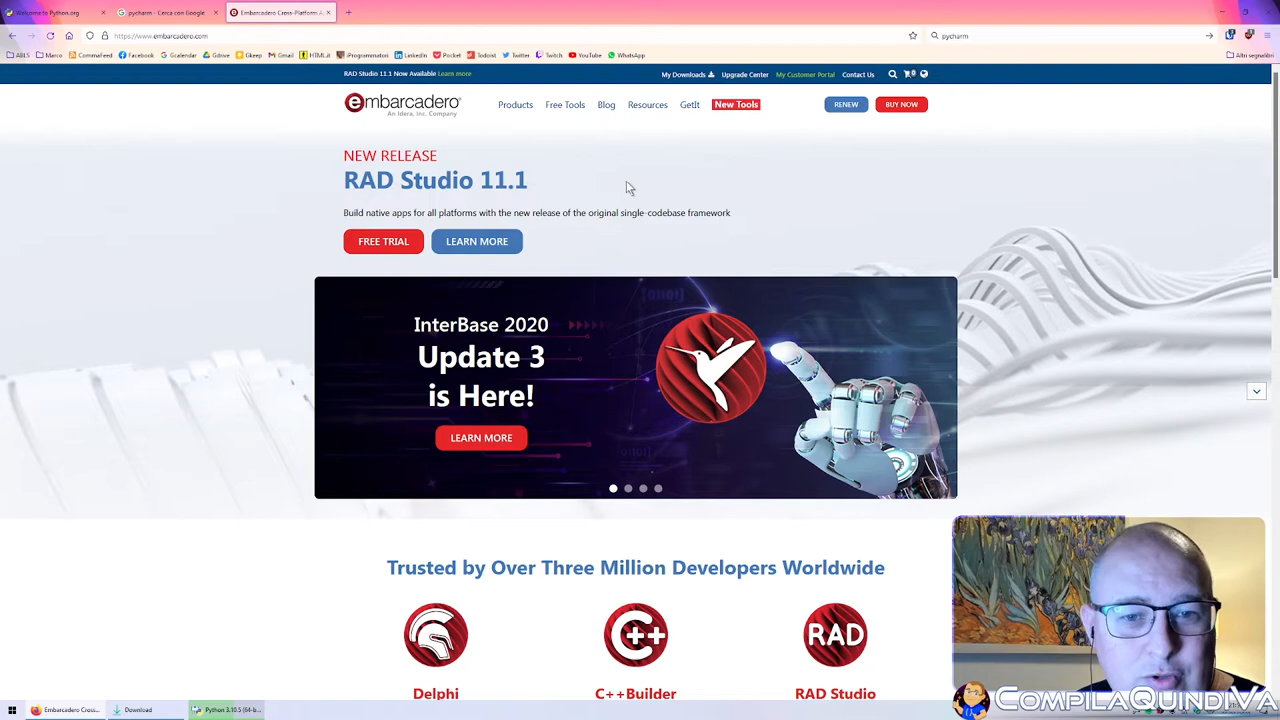 Welcome to Python.org
pycharm - Cerca con Google
Embarcadero Cross-Platform A
https://www.embarcadero.com
pycharm
ABLS
Marco
CommaFeed
Facebook
Gcalendar
Gdrive
Gkeep
Gmail
HTML.it
iProgrammatori
LinkedIn
Pocket
Todoist
Twitter
Twitch
YouTube
WhatsApp
Altri segnalibri
RAD Studio 11.1 Now Available Learn more
My Downloads
Upgrade Center
My Customer Portal
Contact Us
0
embarcadero
An Idera, Inc. Company
Products
Free Tools
Blog
Resources
GetIt
New Tools
RENEW
BUY NOW
NEW RELEASE
RAD Studio 11.1
Build native apps for all platforms with the new release of the original single-codebase framework
FREE TRIAL
LEARN MORE
InterBase 2020
Update 3
is Here!
LEARN MORE
Trusted by Over Three Million Developers Worldwide
C++
RAD
Delphi
C++Builder
RAD Studio
Embarcadero Cross...
Download
Python 3.10.5 (64-b...
COMPILAQUINDIVA